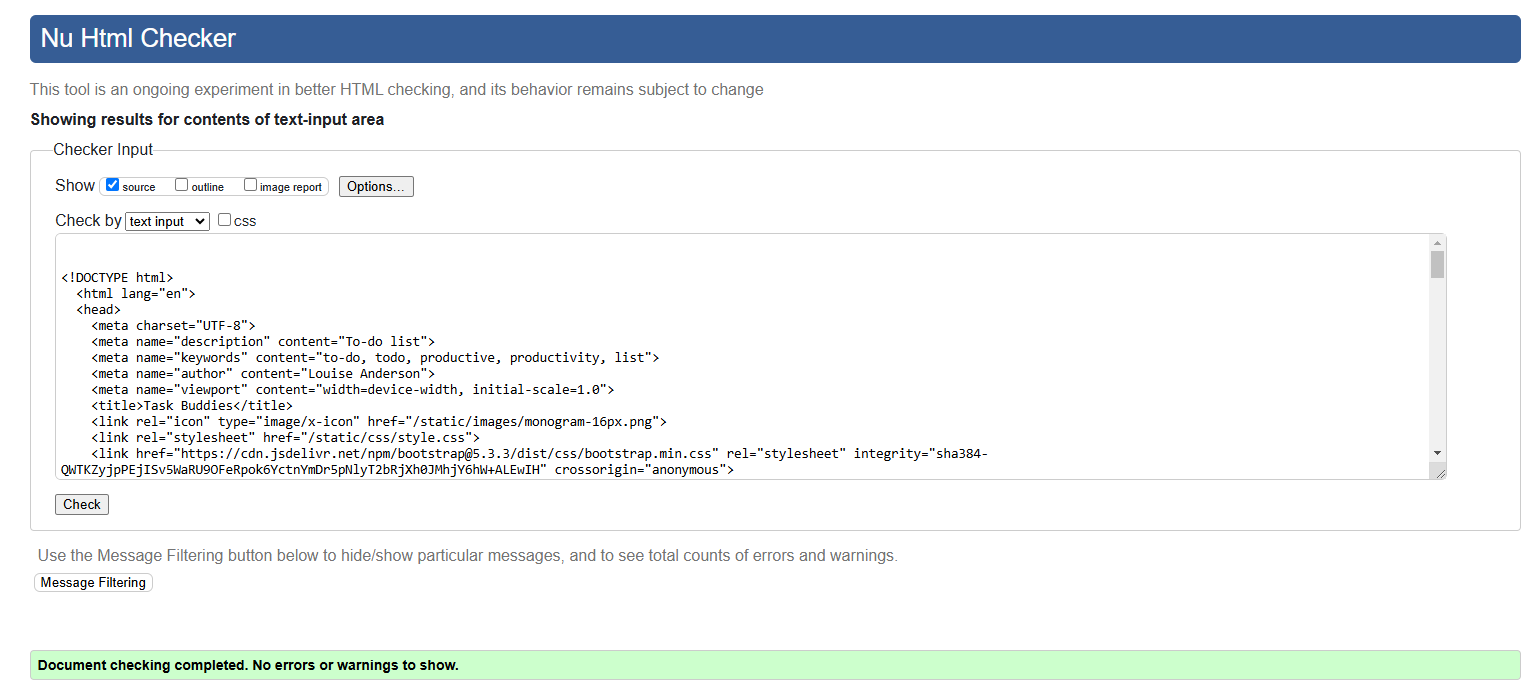 Nu Html Checker
This tool is an ongoing experiment in better HTML checking, and its behavior remains subject to change
Showing results for contents of text-input area
Checker Input
Show source outline image report Options...
Check by text input css
<!DOCTYPE html>
<html lang="en">
<head>
<meta charset="UTF-8">
<meta name="description" content="To-do list">
<meta name="keywords" content="to-do, todo, productive, productivity, list">
<meta name="author" content="Louise Anderson">
<meta name="viewport" content="width=device-width, initial-scale=1.0">
<title>Task Buddies</title>
<link rel="icon" type="image/x-icon" href="/static/images/monogram-16px.png">
<link rel="stylesheet" href="/static/css/style.css">
<link href="https://cdn.jsdelivr.net/npm/bootstrap@5.3.3/dist/css/bootstrap.min.css" rel="stylesheet" integrity="sha384-
QWTKZyjpPEjISv5WaRU9OFeRpok6YctnYmDr5pNlyT2bRjXh0JMhjY6hW+ALEwIH" crossorigin="anonymous">
Check
Use the Message Filtering button below to hide/show particular messages, and to see total counts of errors and warnings.
Message Filtering
Document checking completed. No errors or warnings to show.